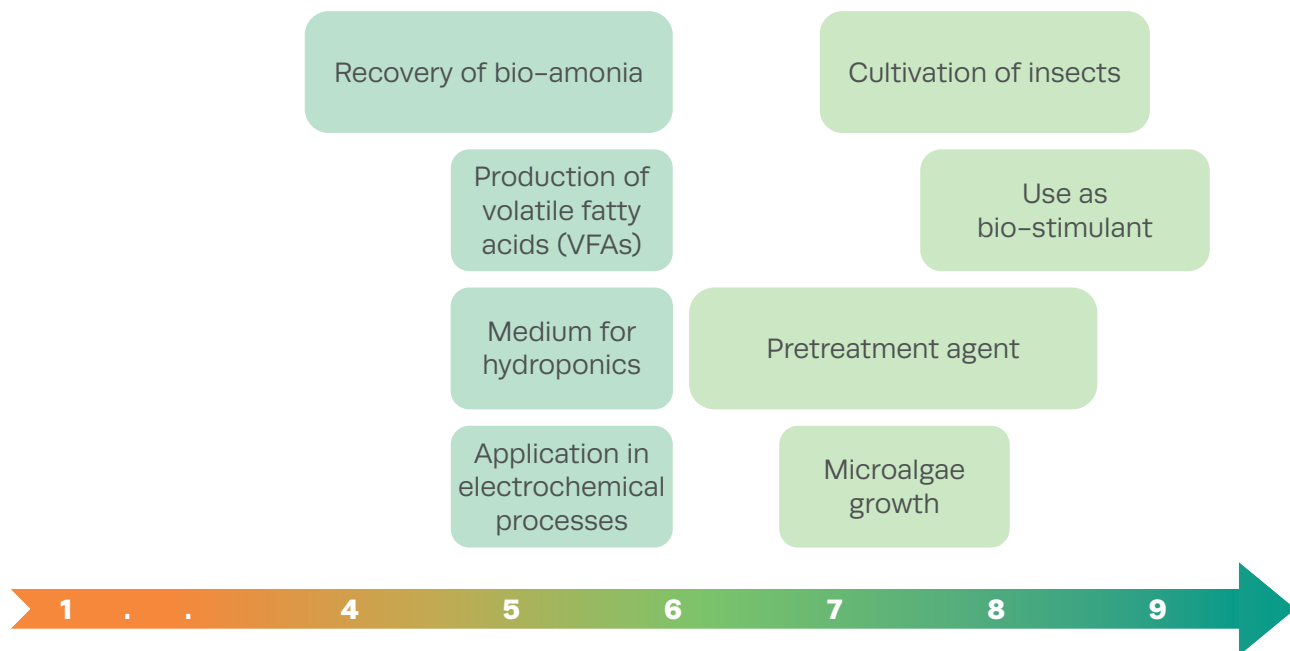 Recovery of bio-amonia
Cultivation of insects
Production of
volatile fatty
acids (VFAs)
Use as
bio-stimulant
Medium for
hydroponics
Pretreatment agent
Application in
electrochemical
processes
Microalgae
growth
1 . . 4 5 6 7 8 9